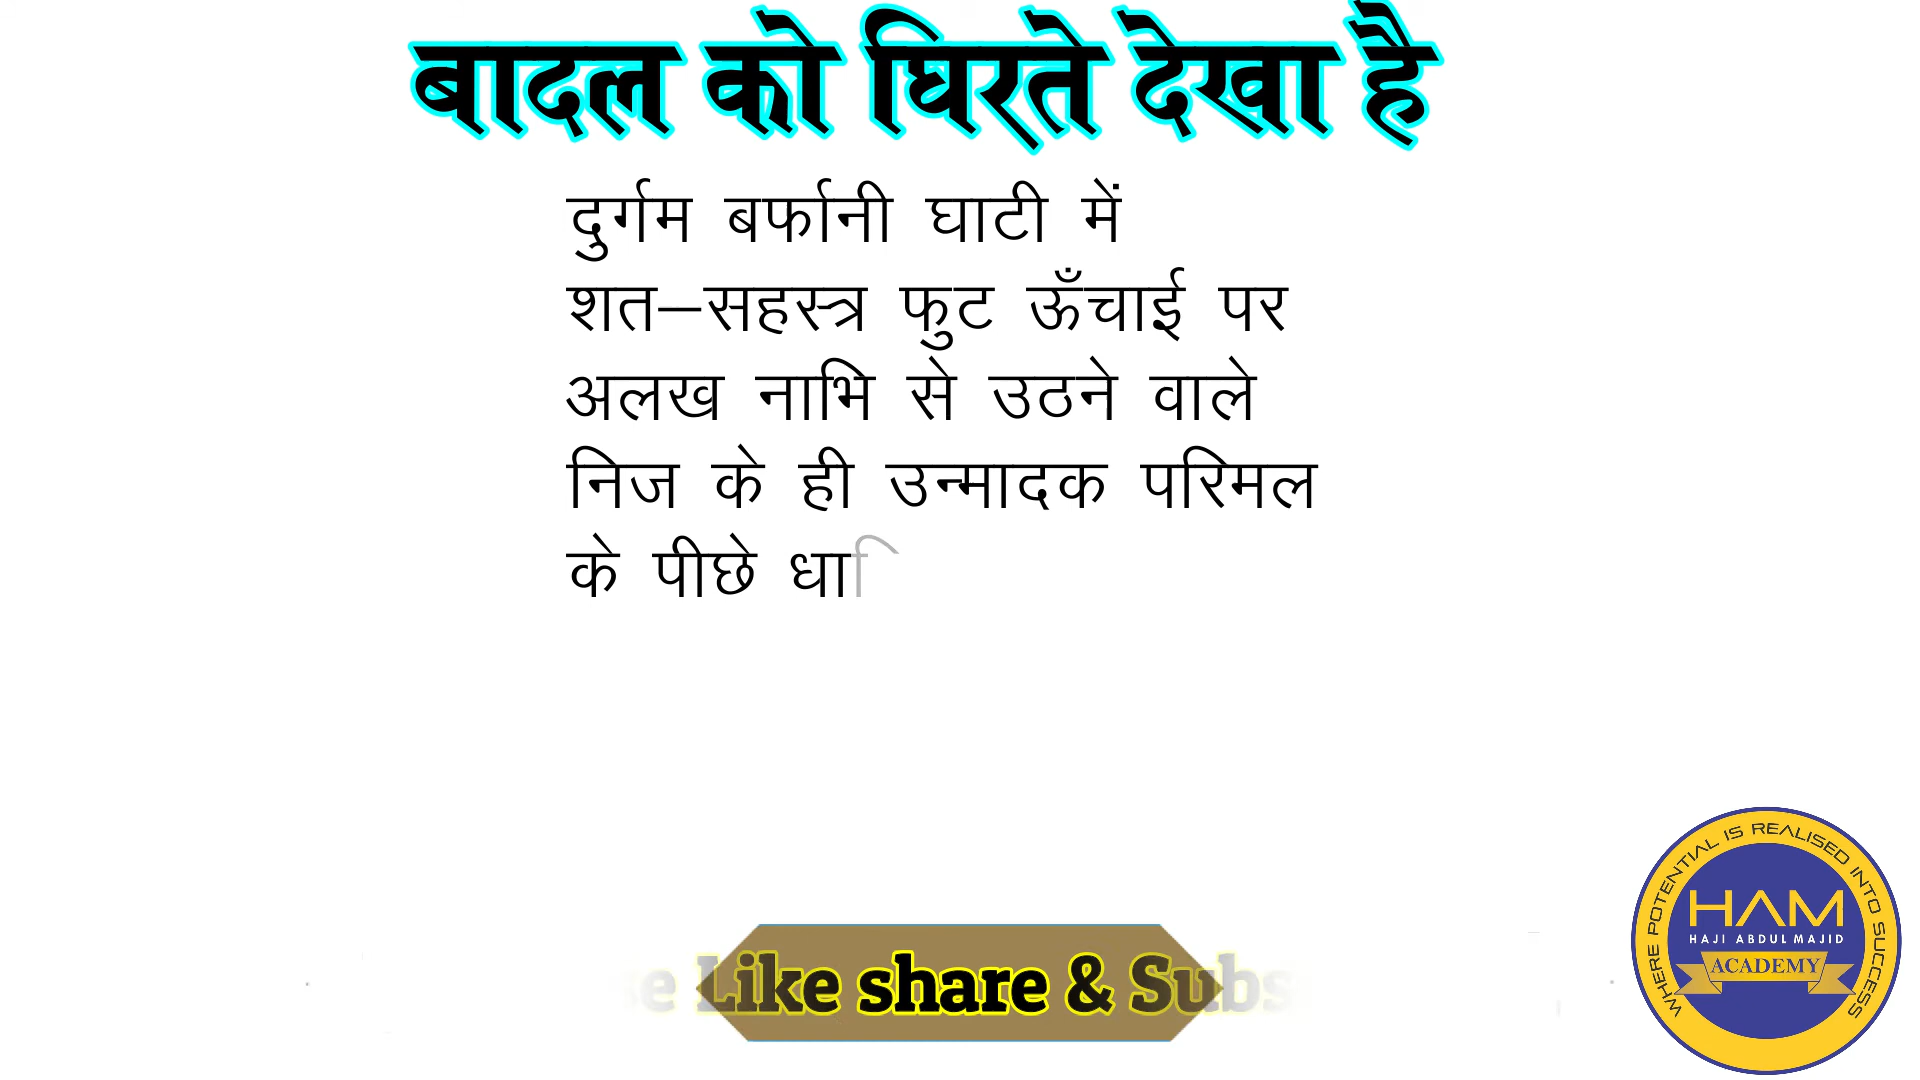 बादल को घिरते देखा है
दुर्गम बर्फानी घाटी में
शत–सहस्त्र फुट ऊँचाई पर
अलख नाभि से उठने वाले
निज के ही उन्मादक परिमल
के पीछे धा
Like share & Subs
WHERE POTENTIAL IS REALISED INTO SUCCESS
HAM
HAJI ABDUL MAJID
ACADEMY